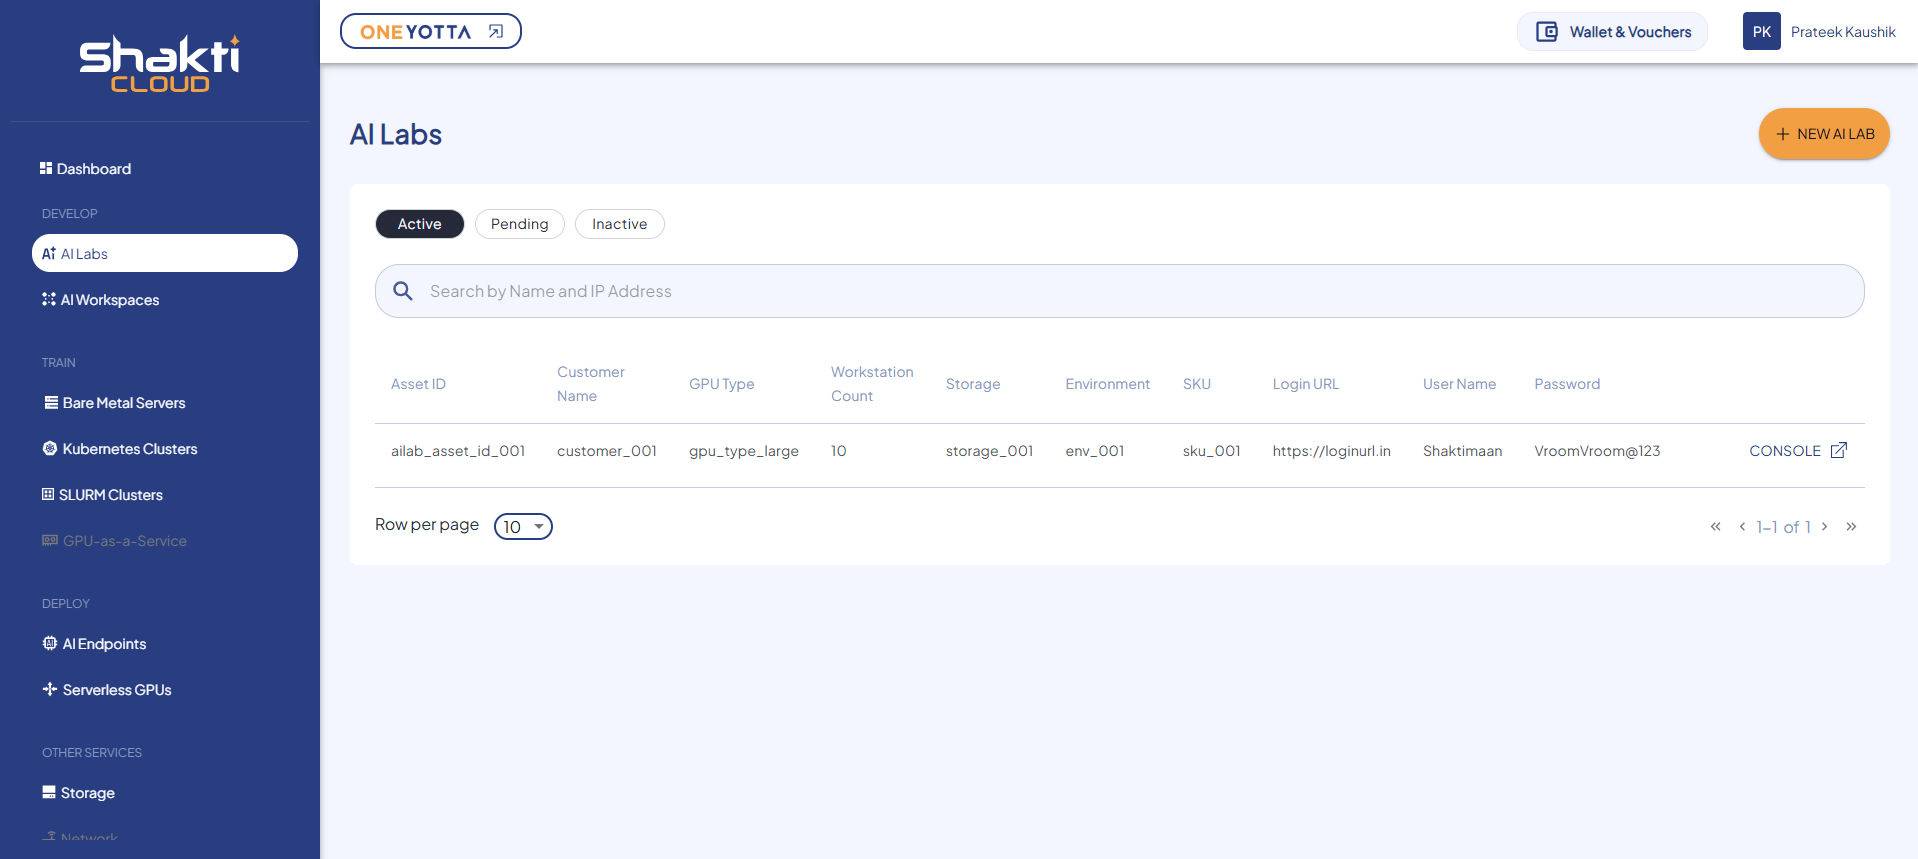 Shakti
CLOUD
ONEYOTTA
Wallet & Vouchers
PK
Prateek Kaushik
Dashboard
DEVELOP
AI Labs
AI Workspaces
TRAIN
Bare Metal Servers
Kubernetes Clusters
SLURM Clusters
GPU-as-a-Service
DEPLOY
AI Endpoints
Serverless GPUs
OTHER SERVICES
Storage
Network
AI Labs
+ NEW AI LAB
Active Pending Inactive
Search by Name and IP Address
Asset ID Customer Name GPU Type Workstation Count Storage Environment SKU Login URL User Name Password
ailab_asset_id_001 customer_001 gpu_type_large 10 storage_001 env_001 sku_001 https://loginurl.in Shaktimaan VroomVroom@123 CONSOLE
Row per page 10
« ‹ 1-1 of 1 › »